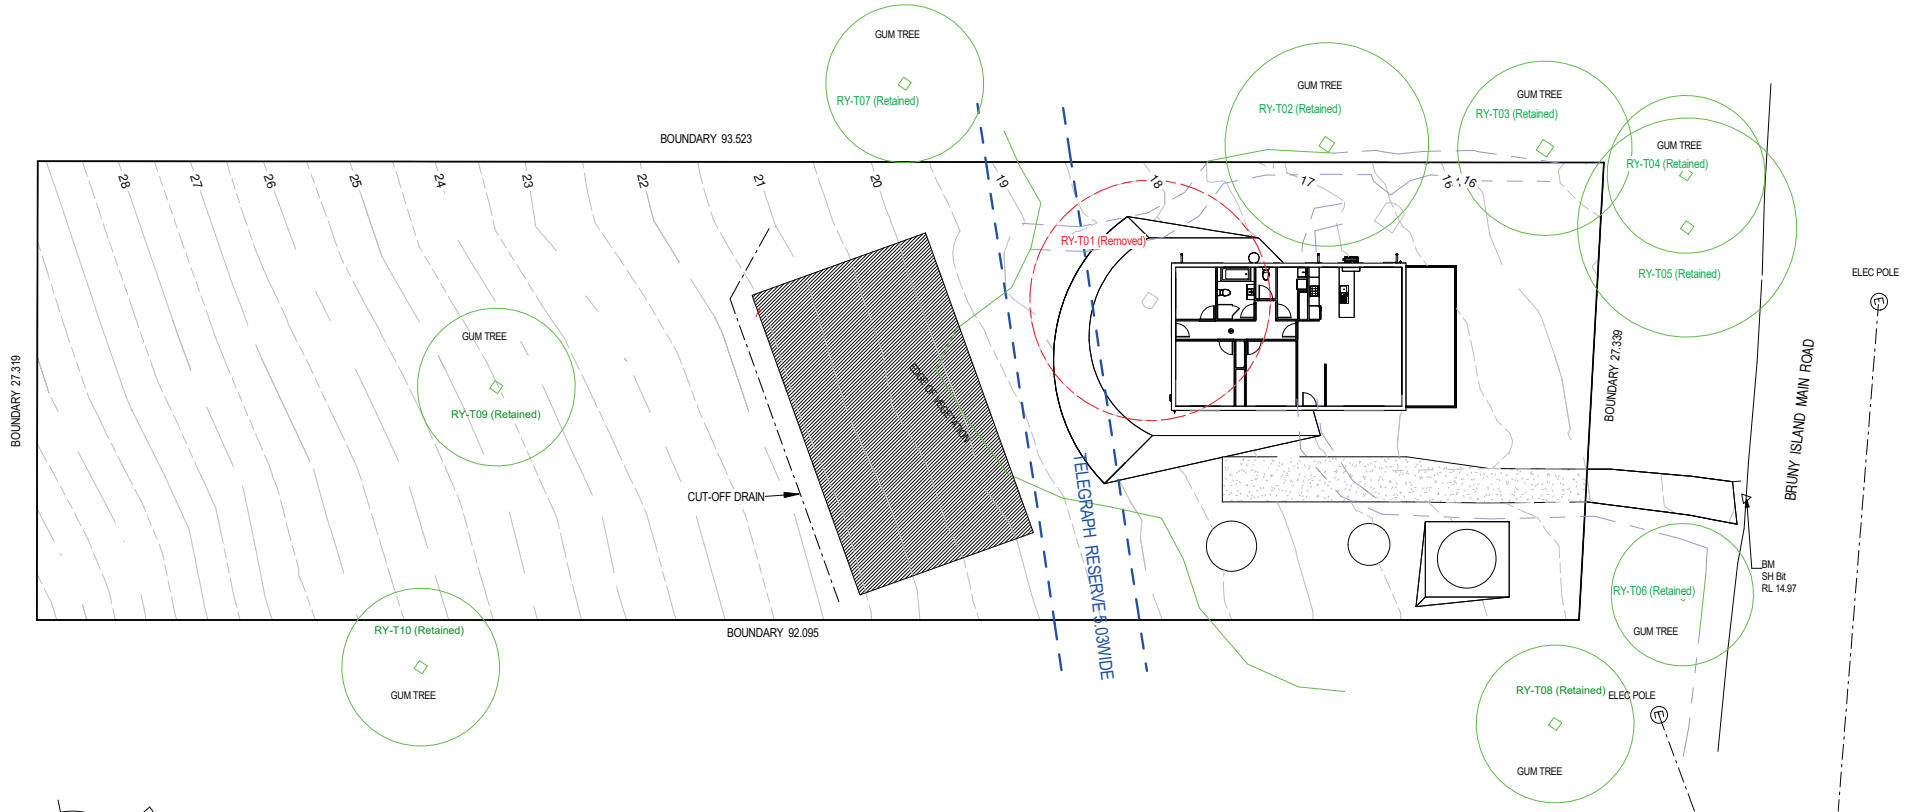 GUM TREE
RY-T07 (Retained)
GUM TREE
RY-T02 (Retained)
GUM TREE
RY-T03 (Retained)
GUM TREE
RY-T04 (Retained)
RY-T05 (Retained)
BOUNDARY 93.523
28
27
26
25
24
23
22
21
20
19
18
17
16
16
RY-T01 (Removed)
ELEC POLE
E
GUM TREE
RY-T09 (Retained)
BOUNDARY 27.319
EDGE OF VEGETATION
BOUNDARY 27.339
BRUNY ISLAND MAIN ROAD
CUT-OFF DRAIN
TELEGRAPH RESERVE 5.03WIDE
BM
SH Bit
RL 14.97
RY-T06 (Retained)
GUM TREE
RY-T10 (Retained)
GUM TREE
BOUNDARY 92.095
RY-T08 (Retained)
ELEC POLE
E
GUM TREE